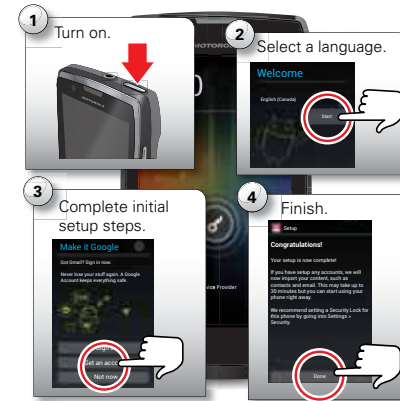 1
Turn on.
MOTOROLA
2
Select a language.
Welcome
English (Canada)
Start
3
Complete initial
setup steps.
Make it Google
Got Gmail? Sign in now.
Never lose your stuff again. A Google
Account keeps everything safe.
Get an acco
Not now
4
Finish.
Setup
Congratulations!
Your setup is now complete!
If you have setup any accounts, we will
now import your content, such as
contacts and email. This may take up to
30 minutes but you can start using your
phone right away.
We recommend setting a Security Lock for
this phone by going into Settings >
Security.
Done
Provider